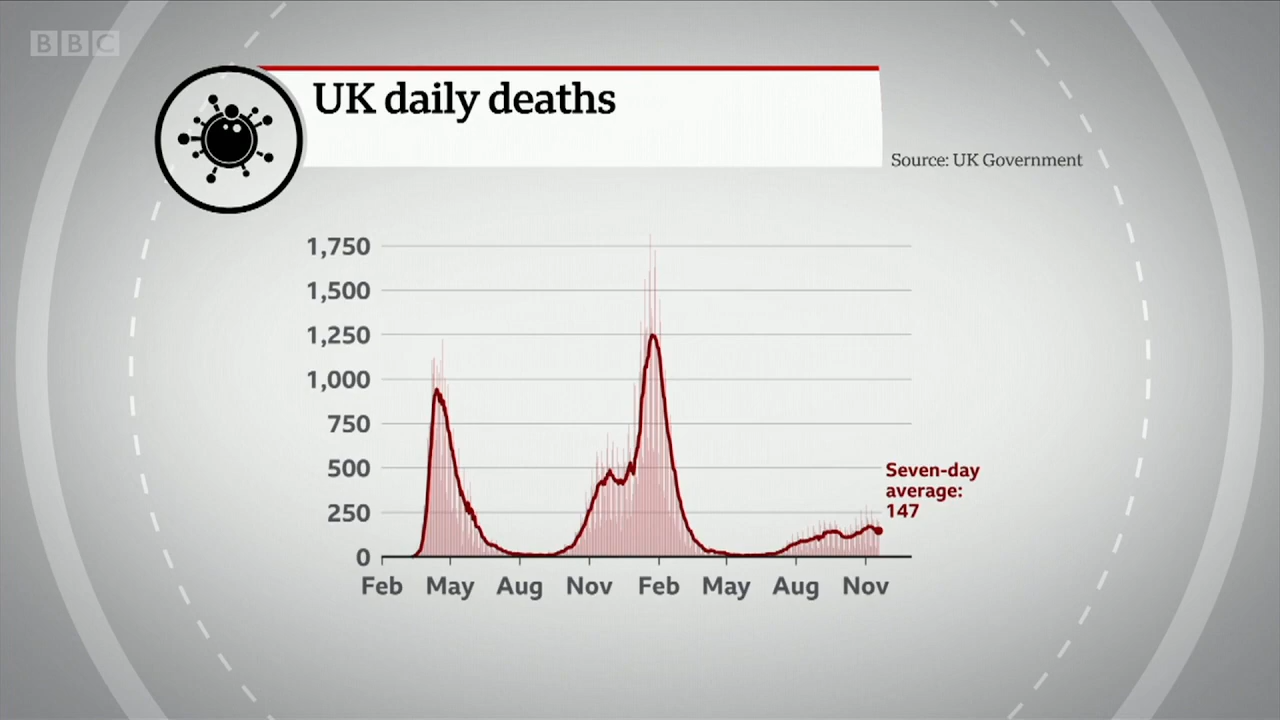 BBC
UK daily deaths
Source: UK Government
1,750
1,500
1,250
1,000
750
500
250
0
Seven-day
average:
147
Feb May Aug Nov Feb May Aug Nov